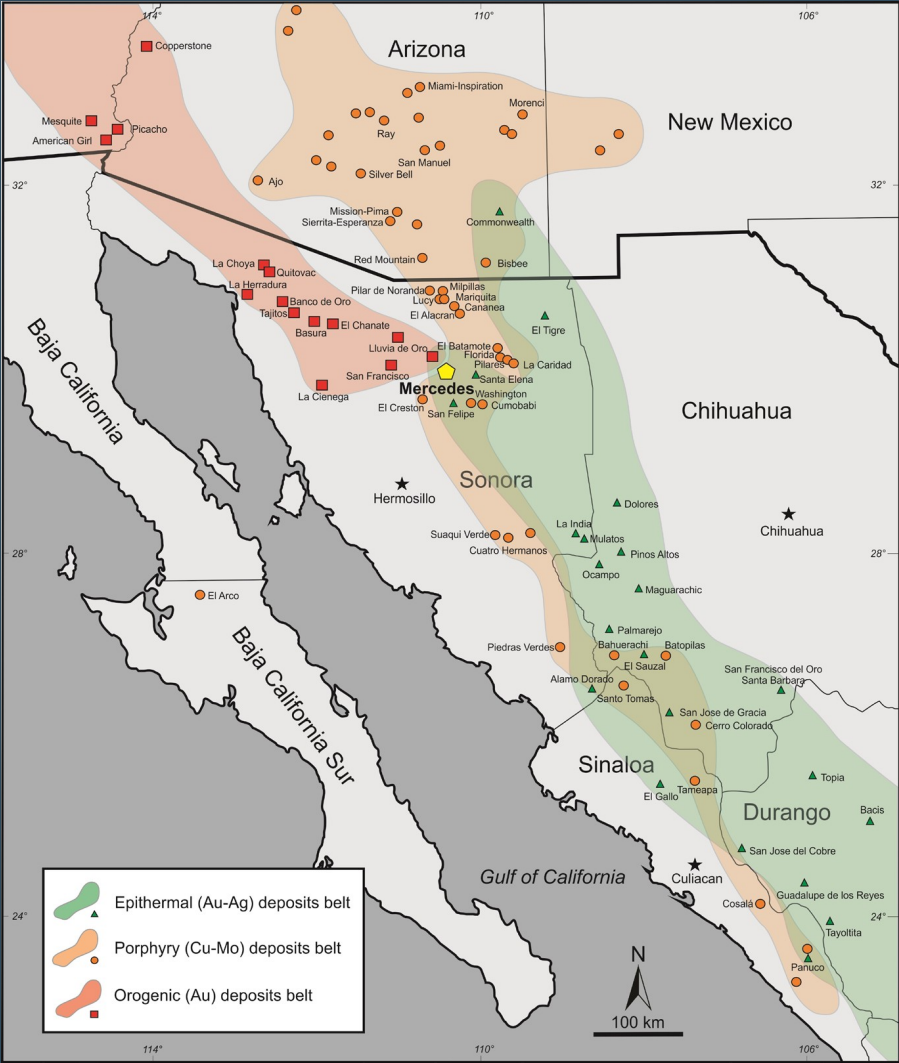 114°
110°
106°
Copperstone
Arizona
Miami-Inspiration
Morenci
Mesquite
Picacho
American Girl
Ray
New Mexico
San Manuel
Silver Bell
Ajo
32°
32°
Mission-Pima
Sierrita-Esperanza
Commonwealth
Red Mountain
Bisbee
La Choya
Quitovac
La Herradura
Pilar de Noranda
Milpillas
Lucy
Mariquita
Cananea
El Alacran
Banco de Oro
Tajitos
Basura
El Chanate
El Tigre
Lluvia de Oro
El Batamote
Florida
Pilares
La Caridad
San Francisco
Santa Elena
Mercedes
La Cienega
Washington
El Creston
San Felipe
Cumobabi
Baja California
Chihuahua
Sonora
Hermosillo
Dolores
Chihuahua
La India
Mulatos
Suaqui Verde
Cuatro Hermanos
28°
28°
Pinos Altos
Ocampo
Maguarachic
El Arco
Palmarejo
Piedras Verdes
Bahuerachi
Batopilas
El Sauzal
San Francisco del Oro
Santa Barbara
Alamo Dorado
Santo Tomas
San Jose de Gracia
Cerro Colorado
Baja California Sur
Sinaloa
Tameapa
El Gallo
Topia
Durango
Bacis
San Jose del Cobre
Culiacan
Gulf of California
Guadalupe de los Reyes
Cosalá
24°
24°
Tayoltita
Panuco
Epithermal (Au-Ag) deposits belt
Porphyry (Cu-Mo) deposits belt
Orogenic (Au) deposits belt
N
100 km
114°
110°
106°